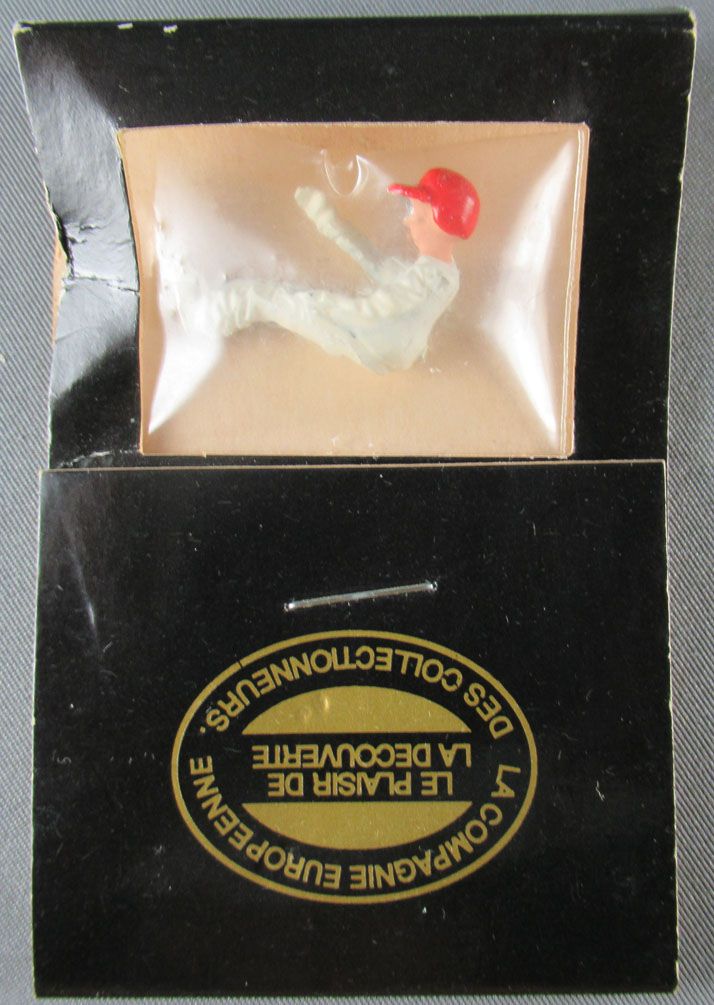 LA COMPAGNIE EUROPEENNE
DES COLLECTIONNEURS.
LE PLAISIR DE
LA DECOUVERTE